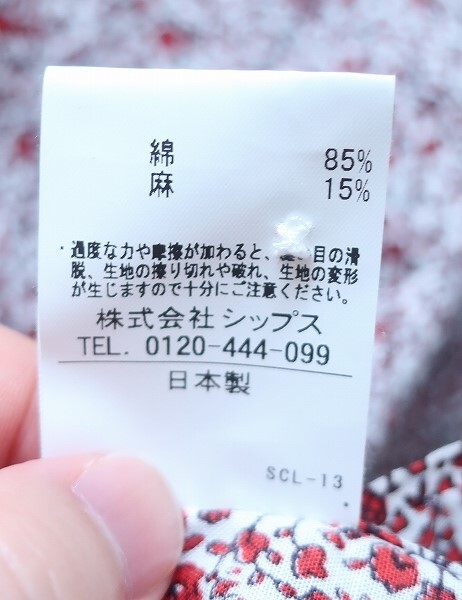 綿 85%
麻 15%
・過度な力や摩擦が加わると、い目の滑
脱、生地の擦り切れや破れ、生地の変形
が生じますので十分にご注意ください。
株式会社 シップス
TEL. 0120-444-099
日本製
SCL-13